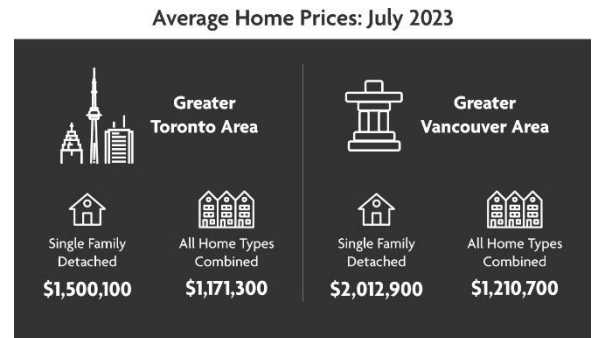 Average Home Prices: July 2023
Greater
Toronto Area
Single Family
Detached
$1,500,100
All Home Types
Combined
$1,171,300
Greater
Vancouver Area
Single Family
Detached
$2,012,900
All Home Types
Combined
$1,210,700